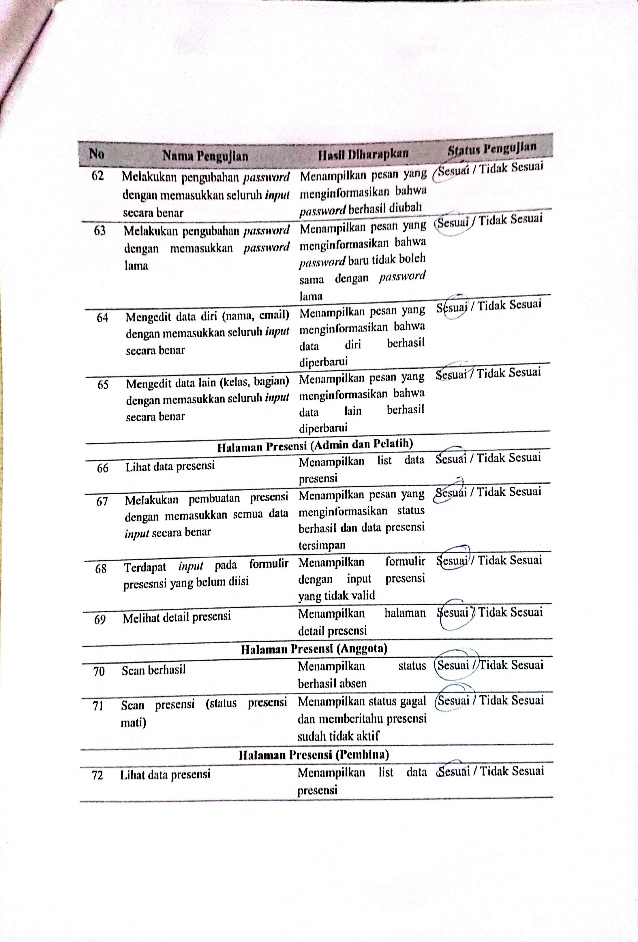 No Nama Pengujian Hasil Diharapkan Status Pengujian
62 Melakukan pengubahan password Menampilkan pesan yang Sesuai / Tidak Sesuai
dengan memasukkan seluruh input menginformasikan bahwa
secara benar password berhasil diubah
63 Melakukan pengubahan password Menampilkan pesan yang Sesuai / Tidak Sesuai
dengan memasukkan password menginformasikan bahwa
lama password baru tidak boleh
sama dengan password
lama
64 Mengedit data diri (nama, email) Menampilkan pesan yang Sesuai / Tidak Sesuai
dengan memasukkan seluruh input menginformasikan bahwa
secara benar data diri berhasil
diperbarui
65 Mengedit data lain (kelas, bagian) Menampilkan pesan yang Sesuai / Tidak Sesuai
dengan memasukkan seluruh input menginformasikan bahwa
secara benar data lain berhasil
diperbarui
Halaman Presensi (Admin dan Pelatih)
66 Lihat data presensi Menampilkan list data Sesuai / Tidak Sesuai
presensi
67 Melakukan pembuatan presensi Menampilkan pesan yang Sesuai / Tidak Sesuai
dengan memasukkan semua data menginformasikan status
input secara benar berhasil dan data presensi
tersimpan
68 Terdapat input pada formulir Menampilkan formulir Sesuai / Tidak Sesuai
presesnsi yang belum diisi dengan input presensi
yang tidak valid
69 Melihat detail presensi Menampilkan halaman Sesuai / Tidak Sesuai
detail presensi
Halaman Presensi (Anggota)
70 Scan berhasil Menampilkan status Sesuai / Tidak Sesuai
berhasil absen
71 Scan presensi (status presensi Menampilkan status gagal Sesuai / Tidak Sesuai
mati) dan memberitahu presensi
sudah tidak aktif
Halaman Presensi (Pembina)
72 Lihat data presensi Menampilkan list data Sesuai / Tidak Sesuai
presensi